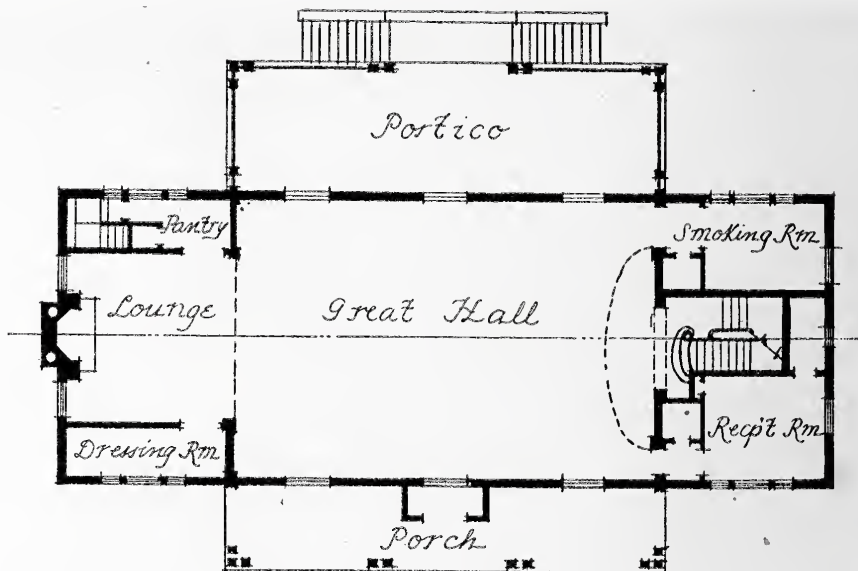 Portico
Pantry
Smoking Rm
Lounge
Great Hall
Dressing Rm
Recp't Rm
Porch